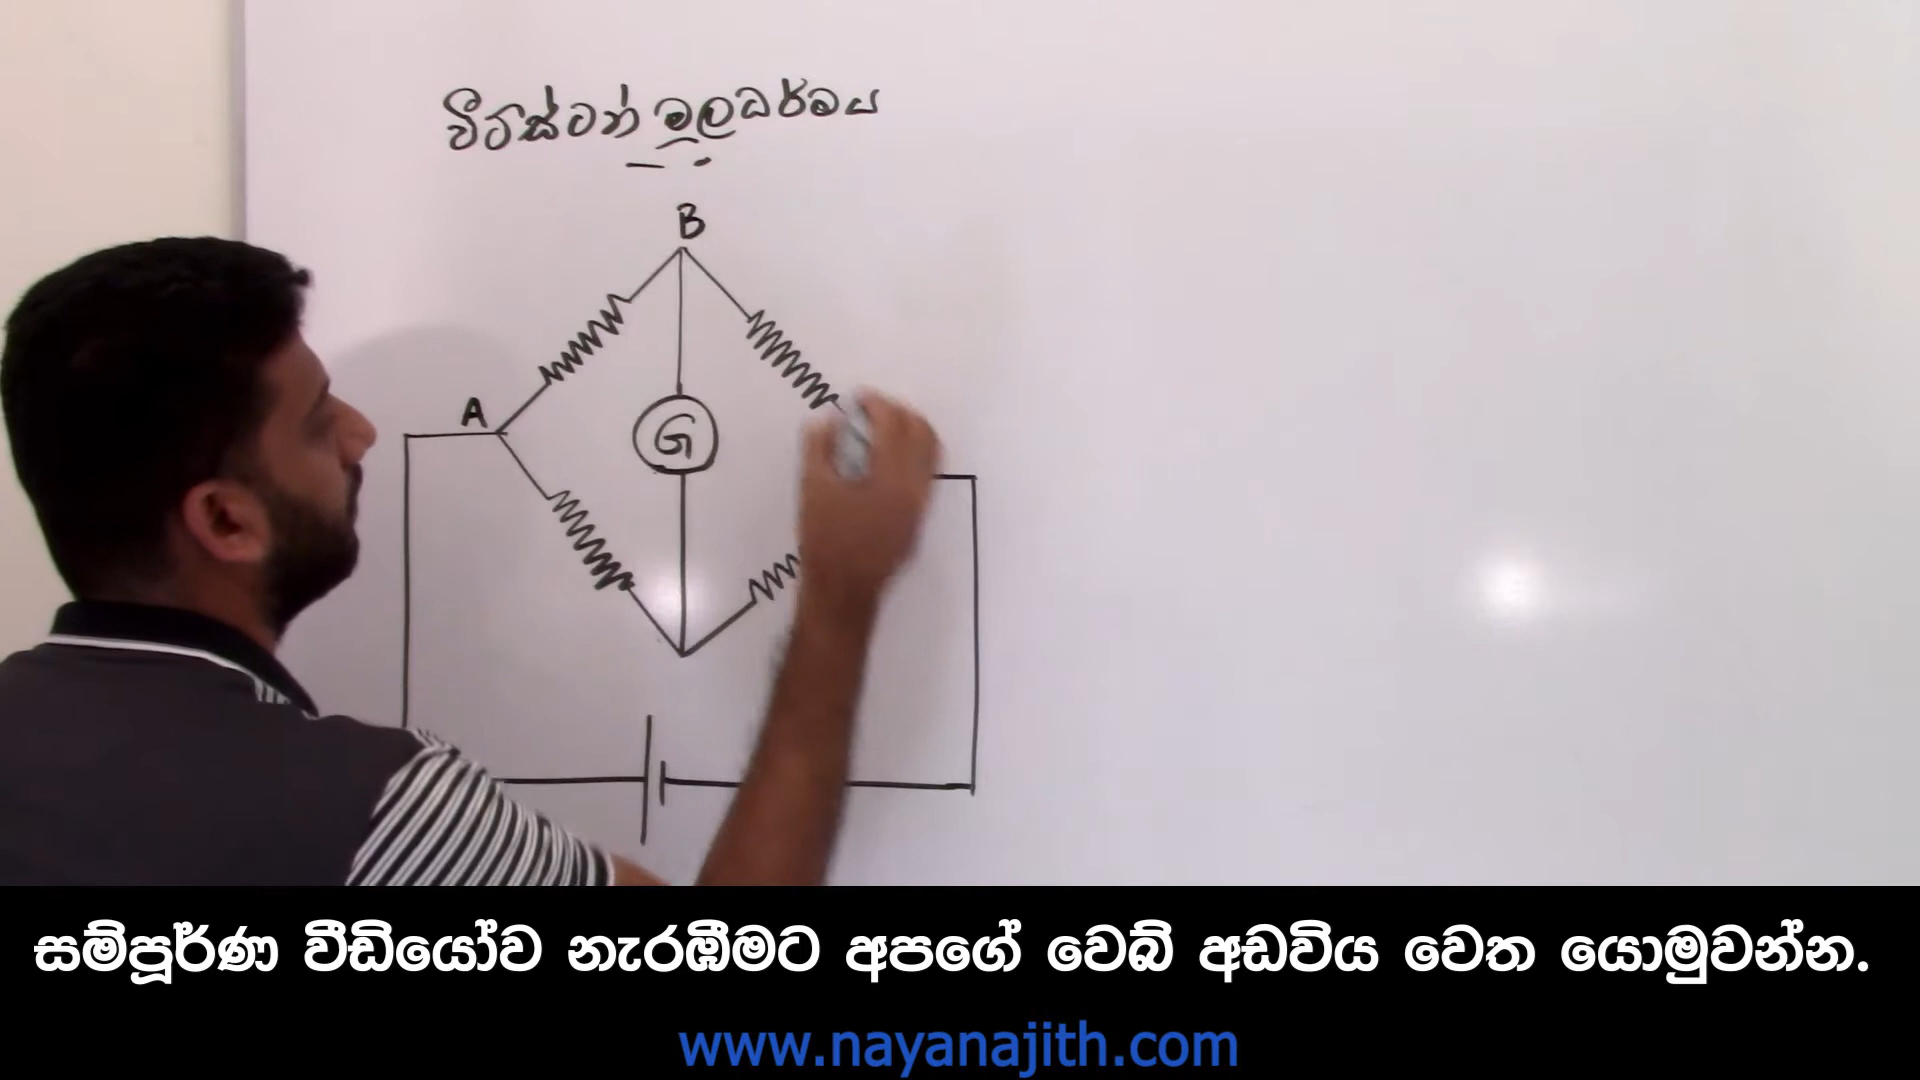 වීට්ස්ටන් මූලධර්මය
B
A
G
සම්පූර්ණ වීඩියෝව නැරඹීමට අපගේ වෙබ් අඩවිය වෙත යොමුවන්න.
www.nayanajith.com